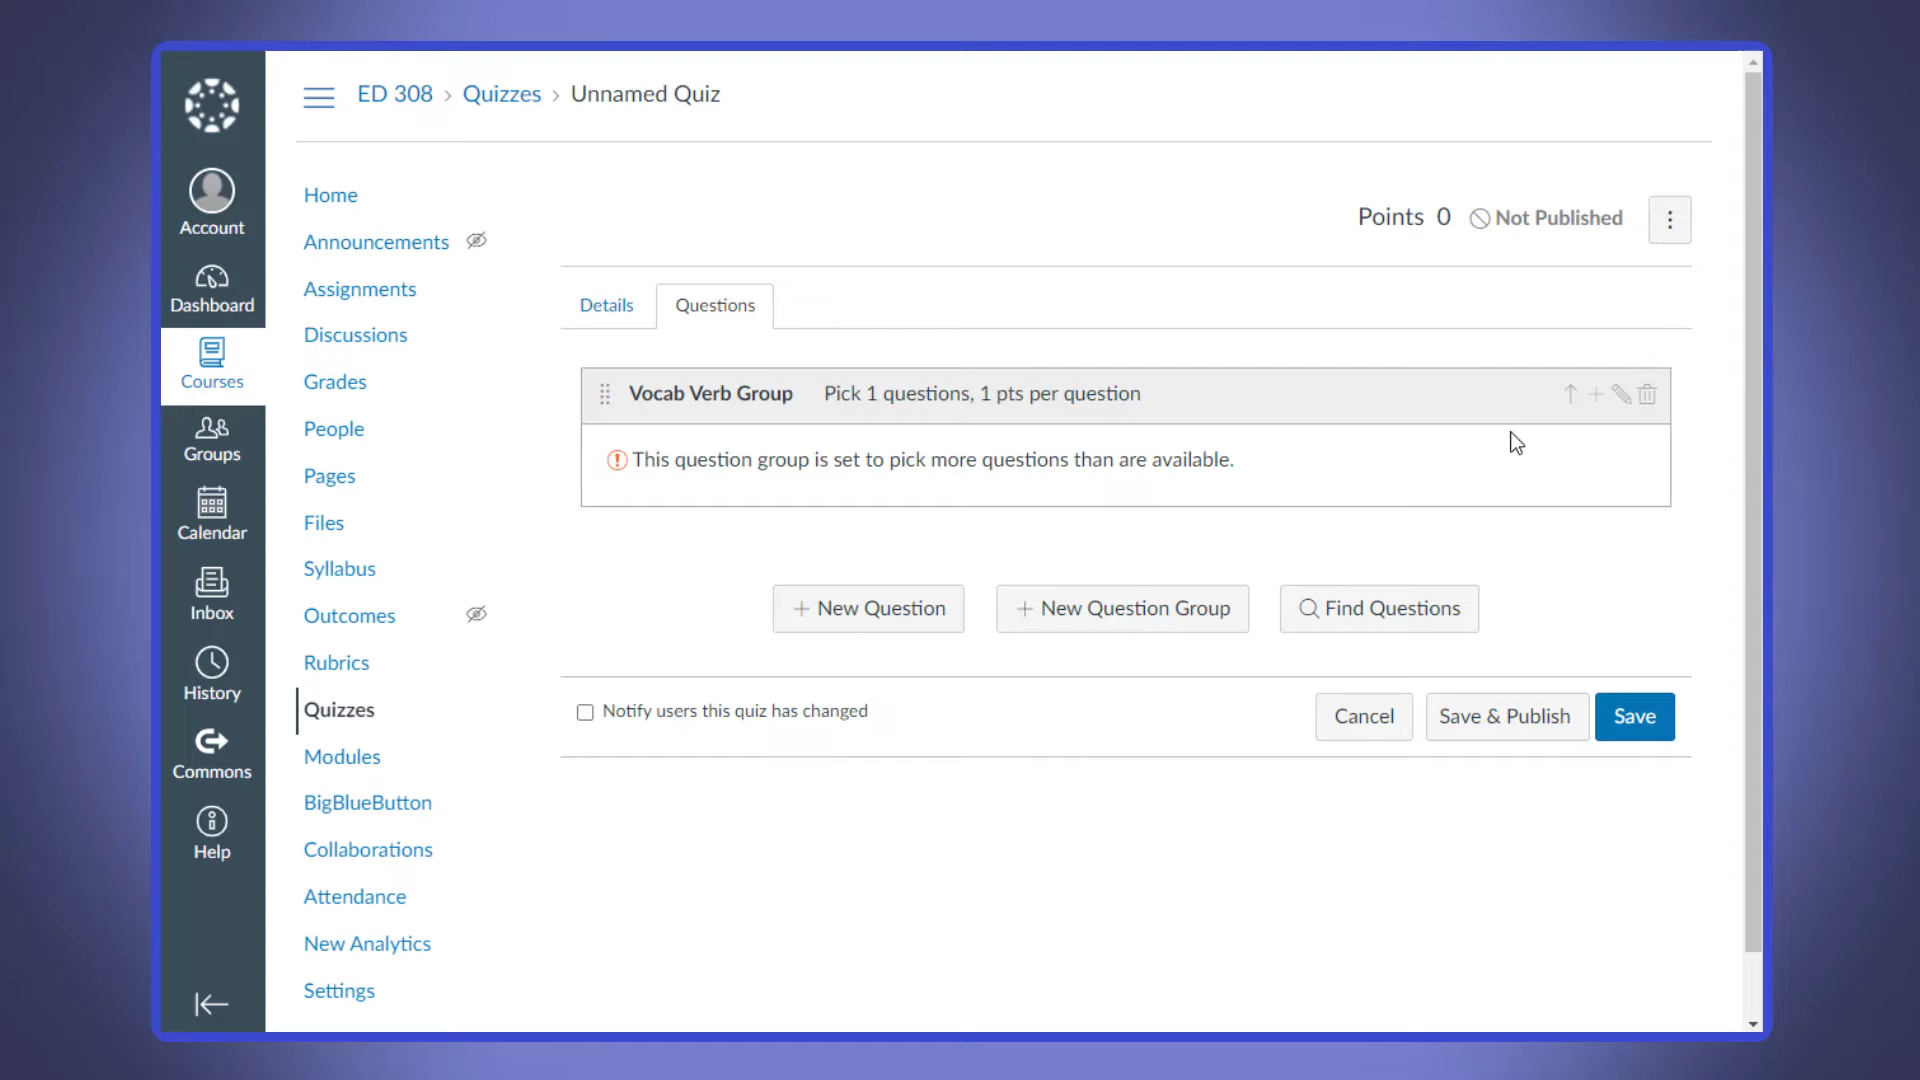 ED 308 > Quizzes > Unnamed Quiz
Account
Dashboard
Courses
Groups
Calendar
Inbox
History
Commons
Help
Home
Announcements
Assignments
Discussions
Grades
People
Pages
Files
Syllabus
Outcomes
Rubrics
Quizzes
Modules
BigBlueButton
Collaborations
Attendance
New Analytics
Settings
Points 0 Not Published
Details Questions
Vocab Verb Group Pick 1 questions, 1 pts per question
This question group is set to pick more questions than are available.
+ New Question + New Question Group Find Questions
Notify users this quiz has changed
Cancel Save & Publish Save